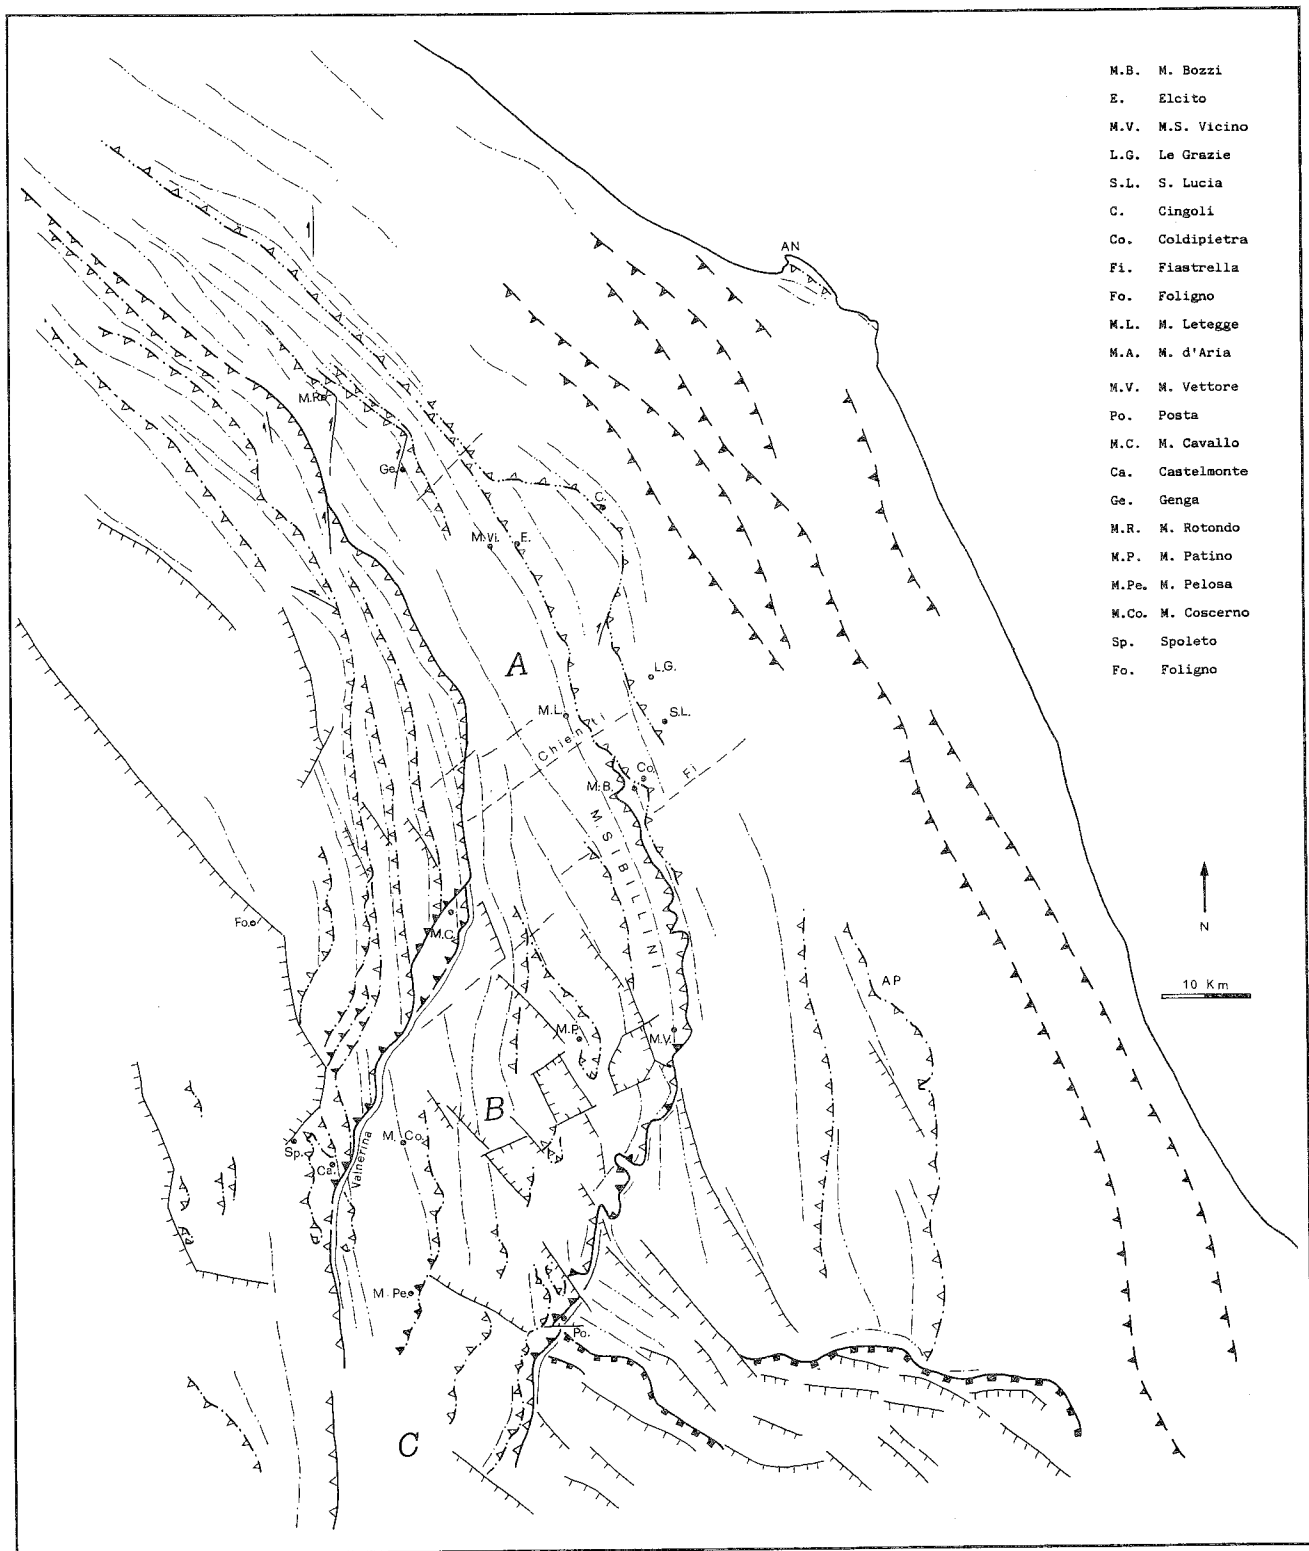 M.B. M. Bozzi
E. Elcito
M.V. M.S. Vicino
L.G. Le Grazie
S.L. S. Lucia
C. Cingoli
Co. Coldipietra
Fi. Fiastrella
Fo. Foligno
M.L. M. Letegge
M.A. M. d'Aria
M.V. M. Vettore
Po. Posta
M.C. M. Cavallo
Ca. Castelmonte
Ge. Genga
M.R. M. Rotondo
M.P. M. Patino
M.Pe. M. Pelosa
M.Co. M. Coscerno
Sp. Spoleto
Fo. Foligno
AN
M.R.
Ge.
C.
M.Vi.
E.
A
L.G.
M.L.
S.L.
Chienti
Co.
Fi
M.B.
M. SIBILLINI
Fo.
M.C.
N
10 Km
AP
M.P.
M.V.
B
M. Co.
Sp.
Ca.
Valnerina
M. Pe.
Po.
C